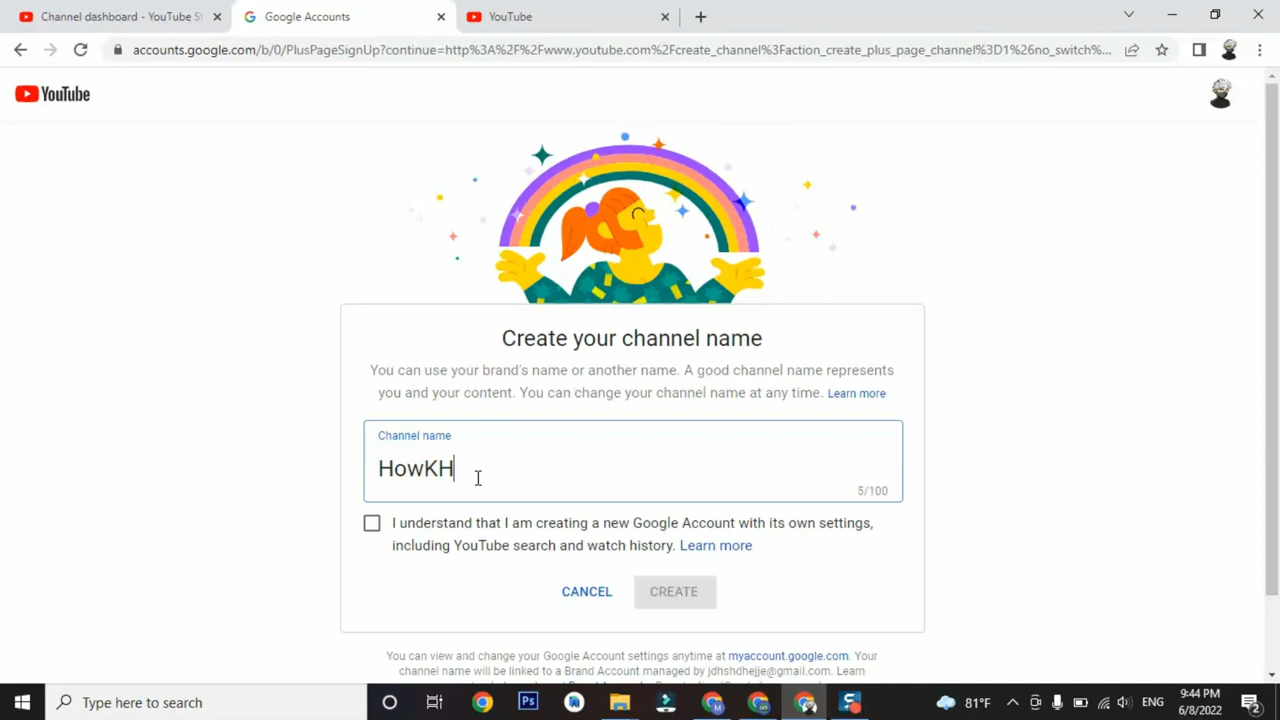 Channel dashboard - YouTube St
Google Accounts
YouTube
accounts.google.com/b/0/PlusPageSignUp?continue=http%3A%2F%2Fwww.youtube.com%2Fcreate_channel%3Faction_create_plus_page_channel%3D1%26no_switch%...
YouTube
Create your channel name
You can use your brand's name or another name. A good channel name represents
you and your content. You can change your channel name at any time. Learn more
Channel name
HowKH
5/100
I understand that I am creating a new Google Account with its own settings,
including YouTube search and watch history. Learn more
CANCEL
CREATE
You can view and change your Google Account settings anytime at myaccount.google.com. Your
channel name will be linked to a Brand Account managed by jdhshdhejje@gmail.com. Learn
Type here to search
Ps
81°F
ENG
9:44 PM
6/8/2022
2